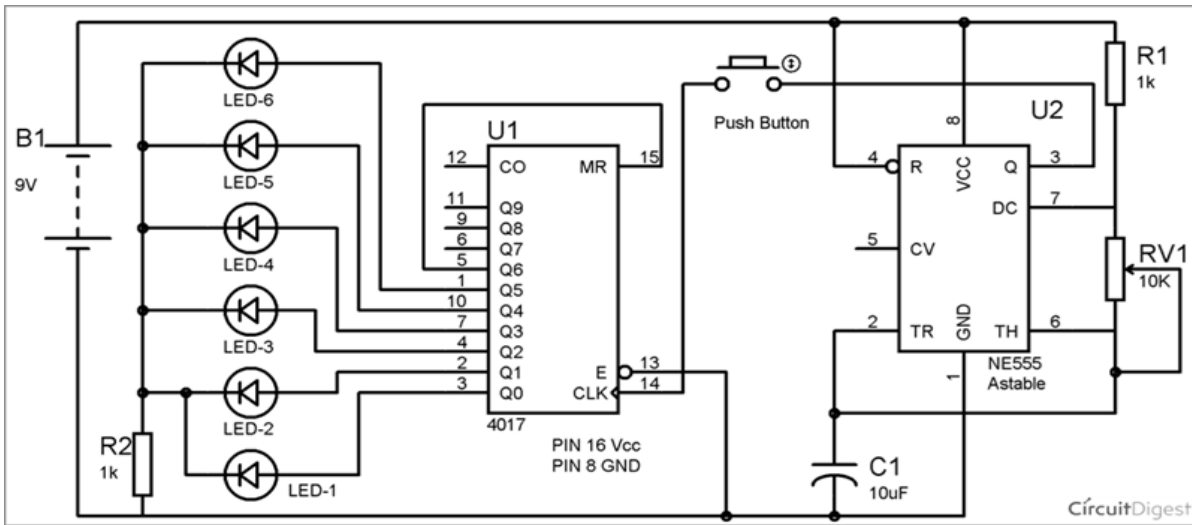 B1
9V
LED-6
LED-5
LED-4
LED-3
LED-2
LED-1
R2
1k
U1
12 CO MR 15
11 Q9
9 Q8
6 Q7
5 Q6
1 Q5
10 Q4
7 Q3
4 Q2
2 Q1 E 13
3 Q0 CLK 14
4017
PIN 16 Vcc
PIN 8 GND
Push Button
U2
8
4 R VCC Q 3
DC 7
5 CV
2 TR GND TH 6
1
NE555
Astable
R1
1k
RV1
10K
C1
10uF
CírcuitDigest